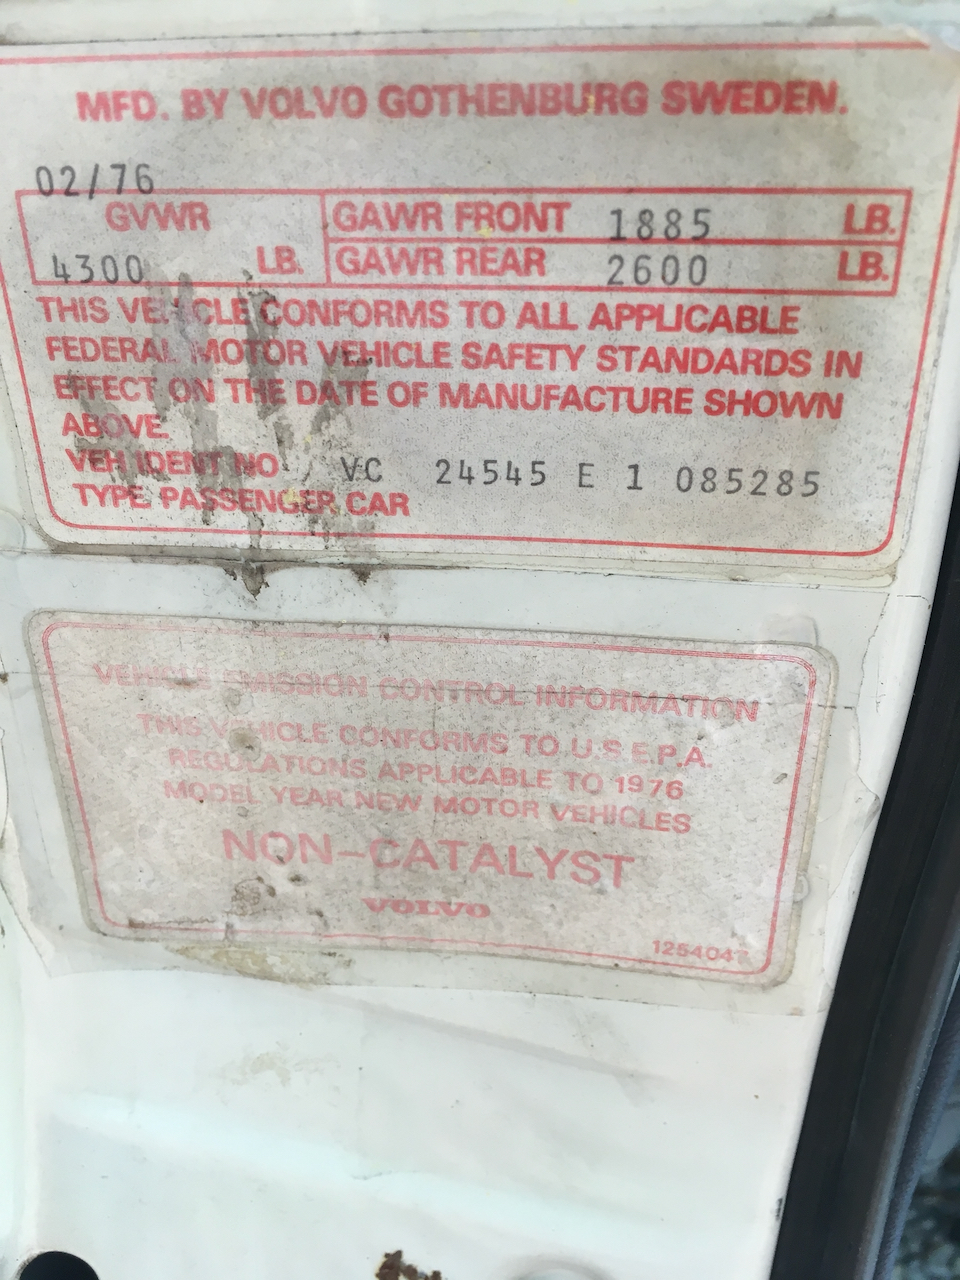 MFD. BY VOLVO GOTHENBURG SWEDEN.
02/76
GVWR
4300 LB.
GAWR FRONT 1885 LB.
GAWR REAR 2600 LB.
THIS VEHICLE CONFORMS TO ALL APPLICABLE
FEDERAL MOTOR VEHICLE SAFETY STANDARDS IN
EFFECT ON THE DATE OF MANUFACTURE SHOWN
ABOVE.
VEH IDENT NO VC 24545 E 1 085285
TYPE PASSENGER CAR
VEHICLE EMISSION CONTROL INFORMATION
THIS VEHICLE CONFORMS TO U.S.E.P.A.
REGULATIONS APPLICABLE TO 1976
MODEL YEAR NEW MOTOR VEHICLES
NON-CATALYST
VOLVO
1254047